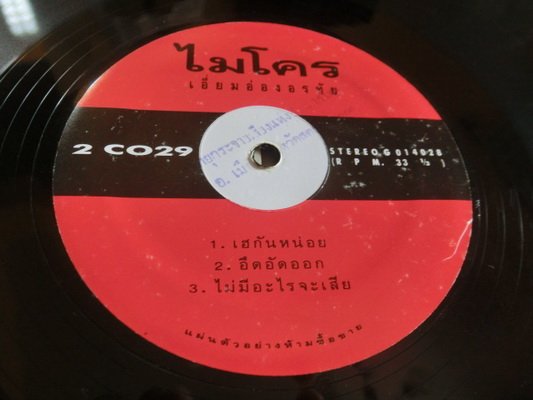 ไมโคร
เอี่ยมอ่องอรทัย
2 CO29
STEREO G 014028
(R P M. 33 ⅓ )
1. เฮกันหน่อย
2. อึดอัดออก
3. ไม่มีอะไรจะเสีย
แผ่นตัวอย่างห้ามซื้อขาย